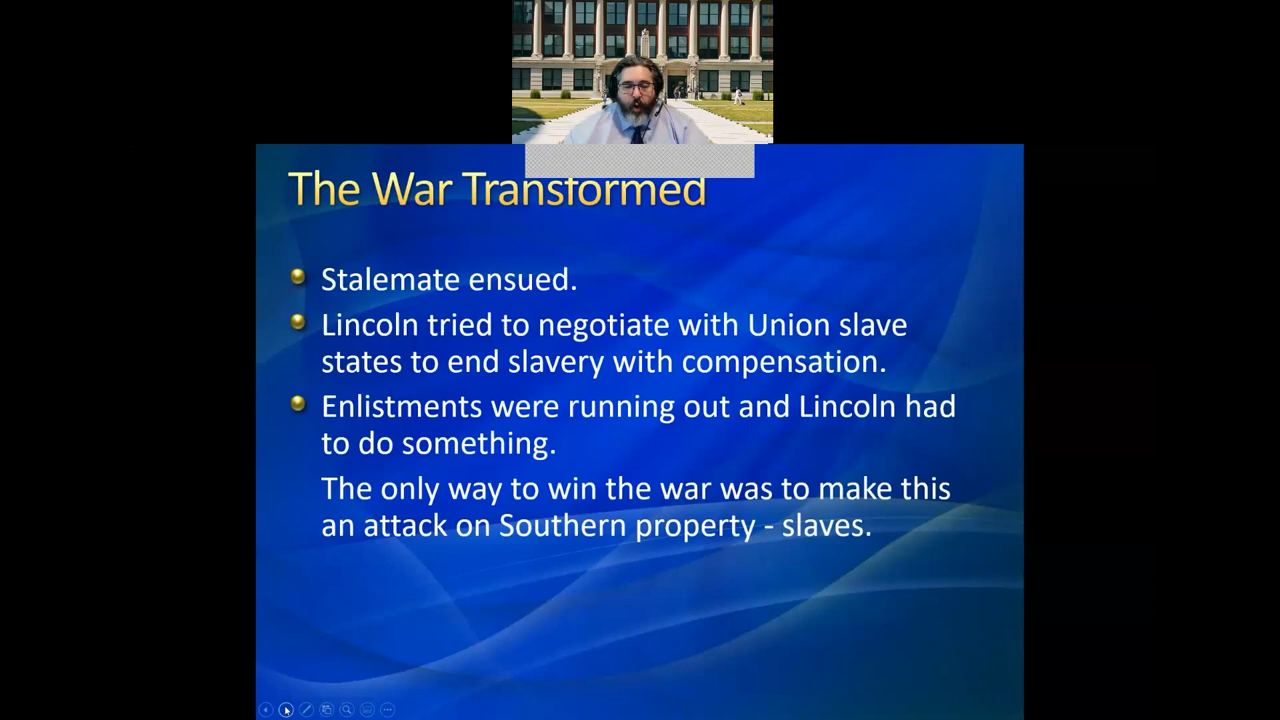 The War Transformed
Stalemate ensued.
Lincoln tried to negotiate with Union slave
states to end slavery with compensation.
Enlistments were running out and Lincoln had
to do something.
The only way to win the war was to make this
an attack on Southern property - slaves.